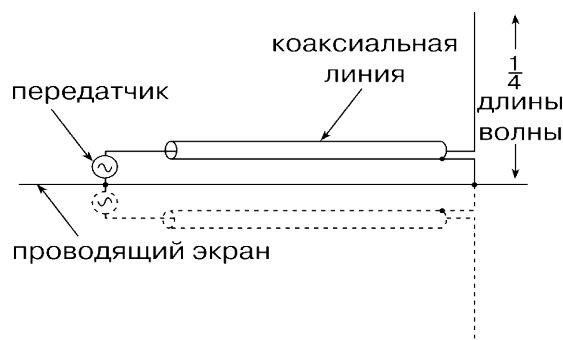 коаксиальная
линия
передатчик
1
4
длины
волны
проводящий экран